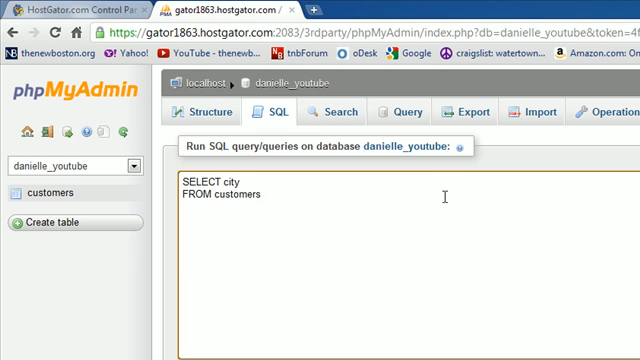 HostGator.com Control Par
gator1863.hostgator.com /
https://gator1863.hostgator.com:2083/3rdparty/phpMyAdmin/index.php?db=danielle_youtube&token=4f
thenewboston.org Yahoo! YouTube - thenewbos... tnbForum oDesk Google craigslist: watertown... Amazon.com: On
phpMyAdmin
localhost danielle_youtube
Structure SQL Search Query Export Import Operation
Run SQL query/queries on database danielle_youtube:
danielle_youtube
customers
Create table
SELECT city
FROM customers